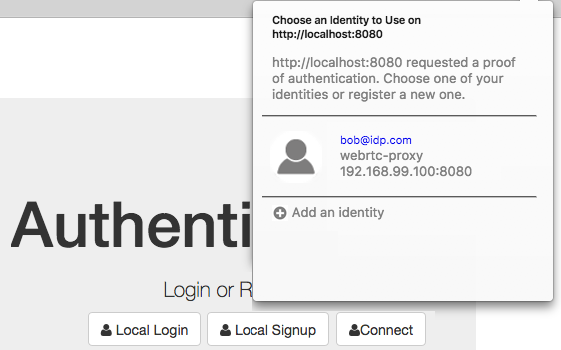 Choose an Identity to Use on
http://localhost:8080
http://localhost:8080 requested a proof
of authentication. Choose one of your
identities or register a new one.
bob@idp.com
webrtc-proxy
192.168.99.100:8080
Add an identity
Authenti
Login or R
Local Login
Local Signup
Connect